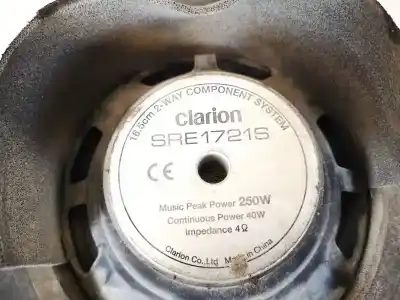 16.5cm 2-WAY COMPONENT SYSTEM
clarion
SRE1721S
CE
Music Peak Power 250W
Continuous Power 40W
impedance 4Ω
Clarion Co.,Ltd Made in China